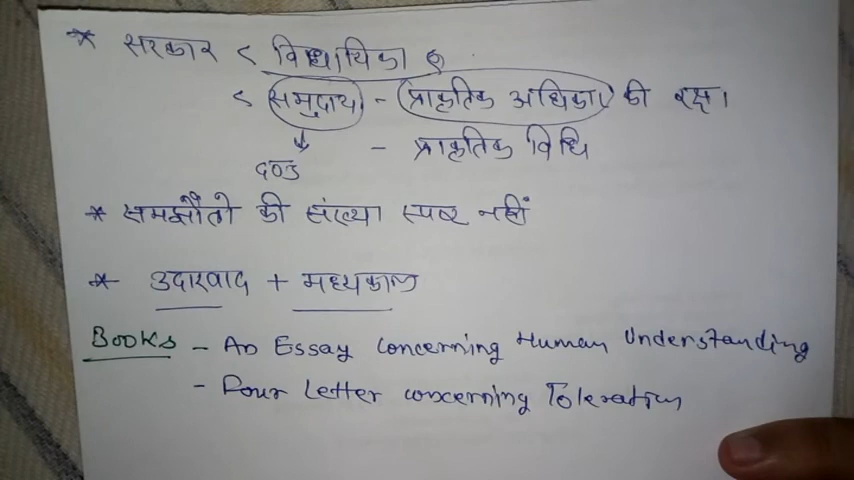 * सरकार < विधायिका
< समुदाय - प्राकृतिक अधिकार की रक्षा
↓ - प्राकृतिक विधि
दण्ड
* समझौतो की संख्या स्पष्ट नहीं
* उदारवाद + मध्यकाल
Books - An Essay Concerning Human Understanding
- Four Letter concerning Toleration